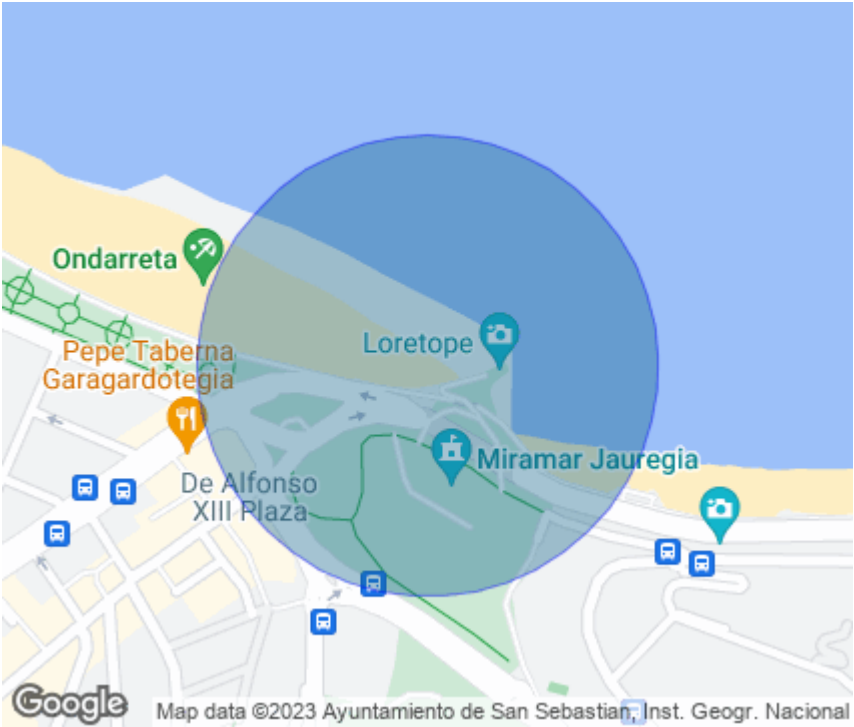 Ondarreta
Loretope
Pepe Taberna
Garagardotegia
Miramar Jauregia
De Alfonso
XIII Plaza
Google
Map data ©2023 Ayuntamiento de San Sebastian, Inst. Geogr. Nacional